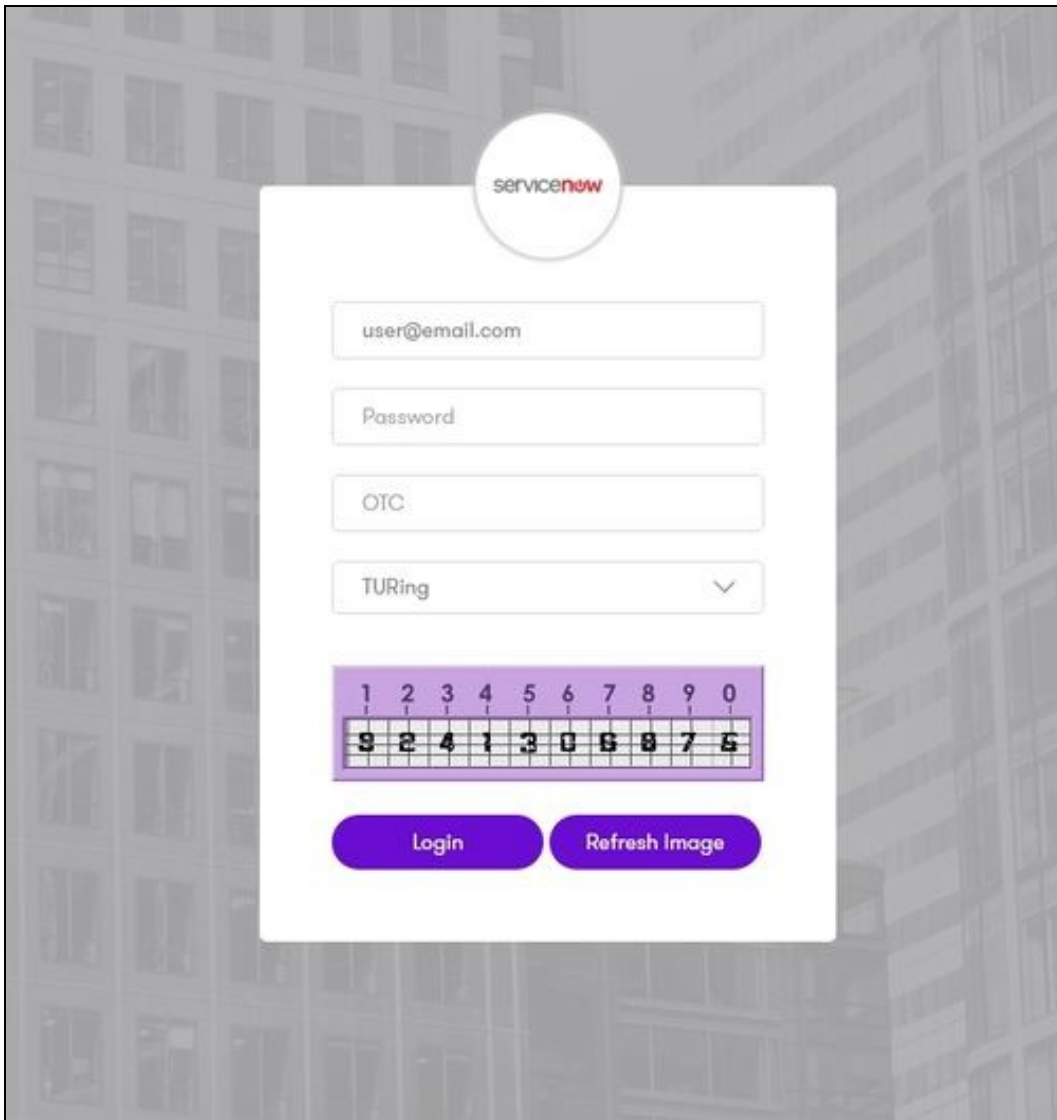 servicenow
user@email.com
Password
OTC
TURing
1 2 3 4 5 6 7 8 9 0
9 2 4 1 3 0 6 8 7 5
Login
Refresh Image